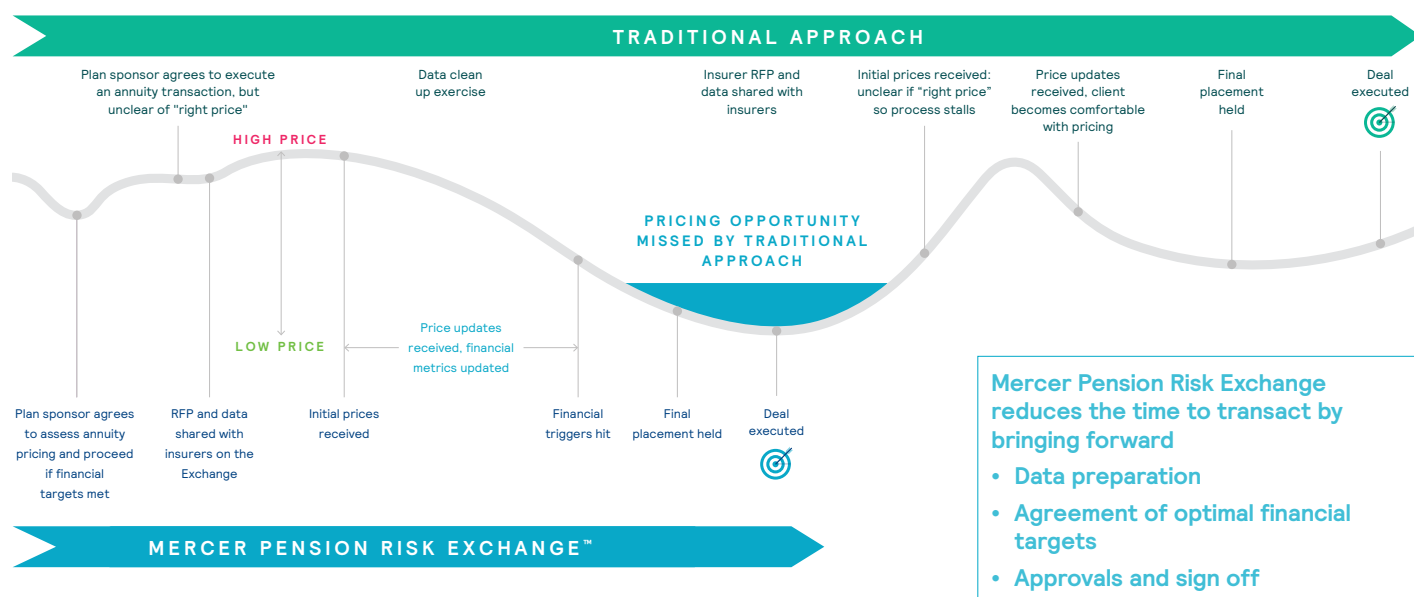 TRADITIONAL APPROACH
Plan sponsor agrees to execute
an annuity transaction, but
unclear of "right price"
Data clean
up exercise
Insurer RFP and
data shared with
insurers
Initial prices received:
unclear if “right price”
so process stalls
Price updates
received, client
becomes comfortable
with pricing
Final
placement
held
Deal
executed
HIGH PRICE
PRICING OPPORTUNITY
MISSED BY TRADITIONAL
APPROACH
LOW PRICE
Price updates
received, financial
metrics updated
Plan sponsor agrees
to assess annuity
pricing and proceed
if financial
targets met
RFP and data
shared with
insurers on the
Exchange
Initial prices
received
Financial
triggers hit
Final
placement held
Deal
executed
MERCER PENSION RISK EXCHANGE™
Mercer Pension Risk Exchange
reduces the time to transact by
bringing forward
• Data preparation
• Agreement of optimal financial
targets
• Approvals and sign off